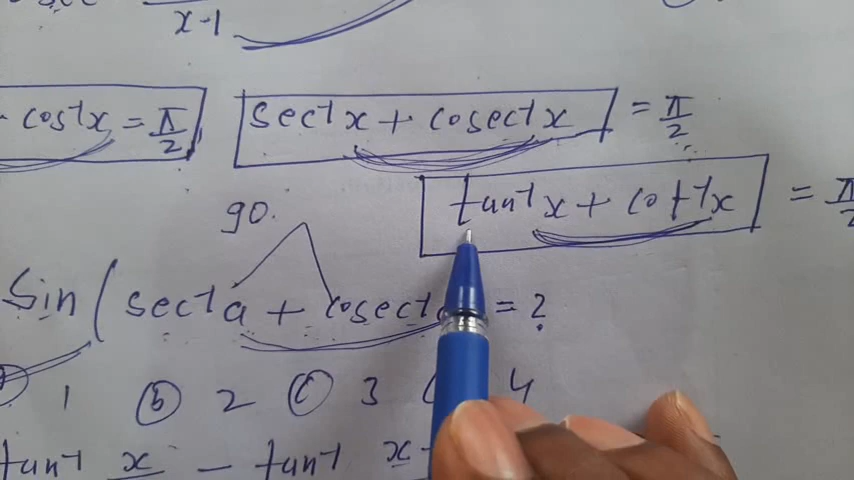 x-1
cos⁻¹x = π/2
sec⁻¹x + cosec⁻¹x = π/2
tan⁻¹x + cot⁻¹x = π/2
90.
Sin (sec⁻¹a + cosec⁻¹ = ?
1 (b) 2 (c) 3 4
tan⁻¹ x - tan⁻¹ x-